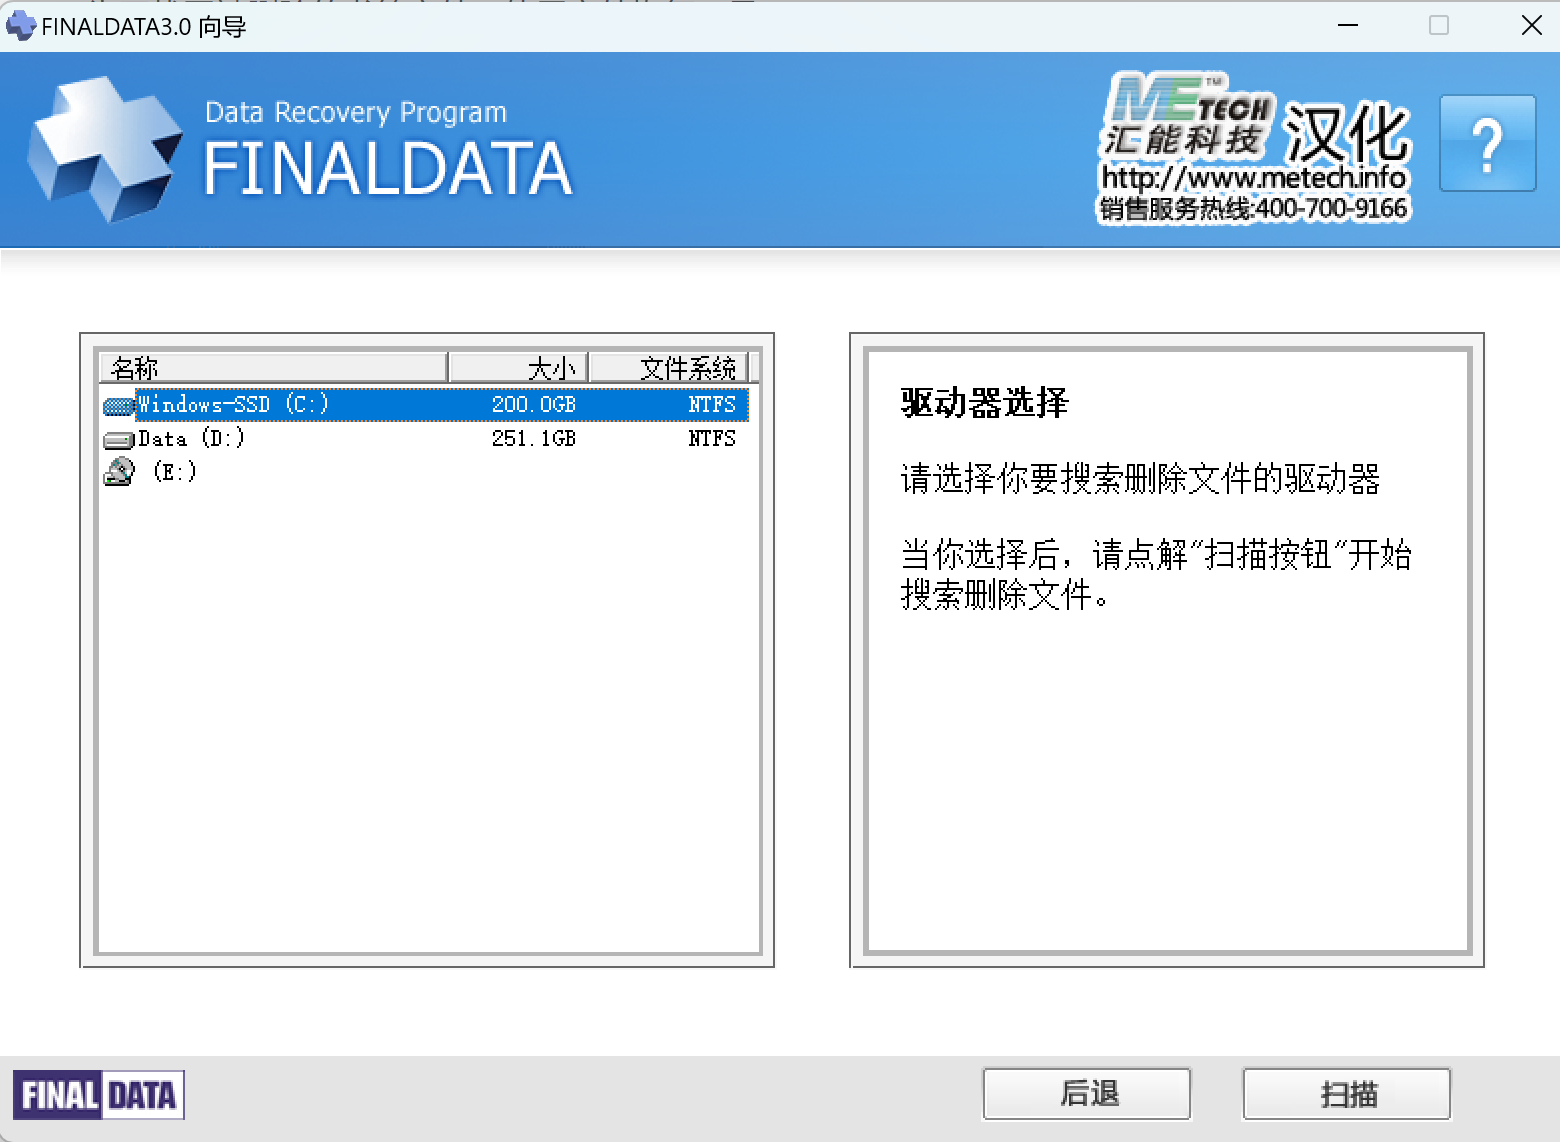 FINALDATA3.0 向导
Data Recovery Program
FINALDATA
METECH™
汇能科技 汉化
http://www.metech.info
销售服务热线:400-700-9166
?
名称 大小 文件系统
Windows-SSD (C:) 200.0GB NTFS
Data (D:) 251.1GB NTFS
(E:)
驱动器选择
请选择你要搜索删除文件的驱动器
当你选择后，请点解"扫描按钮"开始
搜索删除文件。
FINAL DATA
后退
扫描